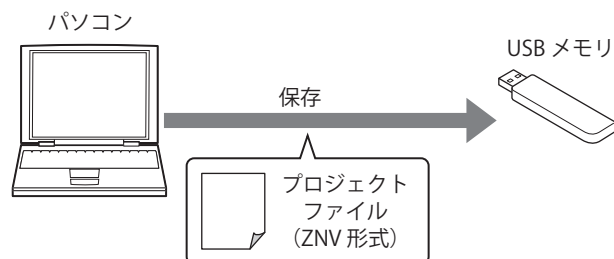 パソコン
USB メモリ
保存
プロジェクト
ファイル
（ZNV 形式）